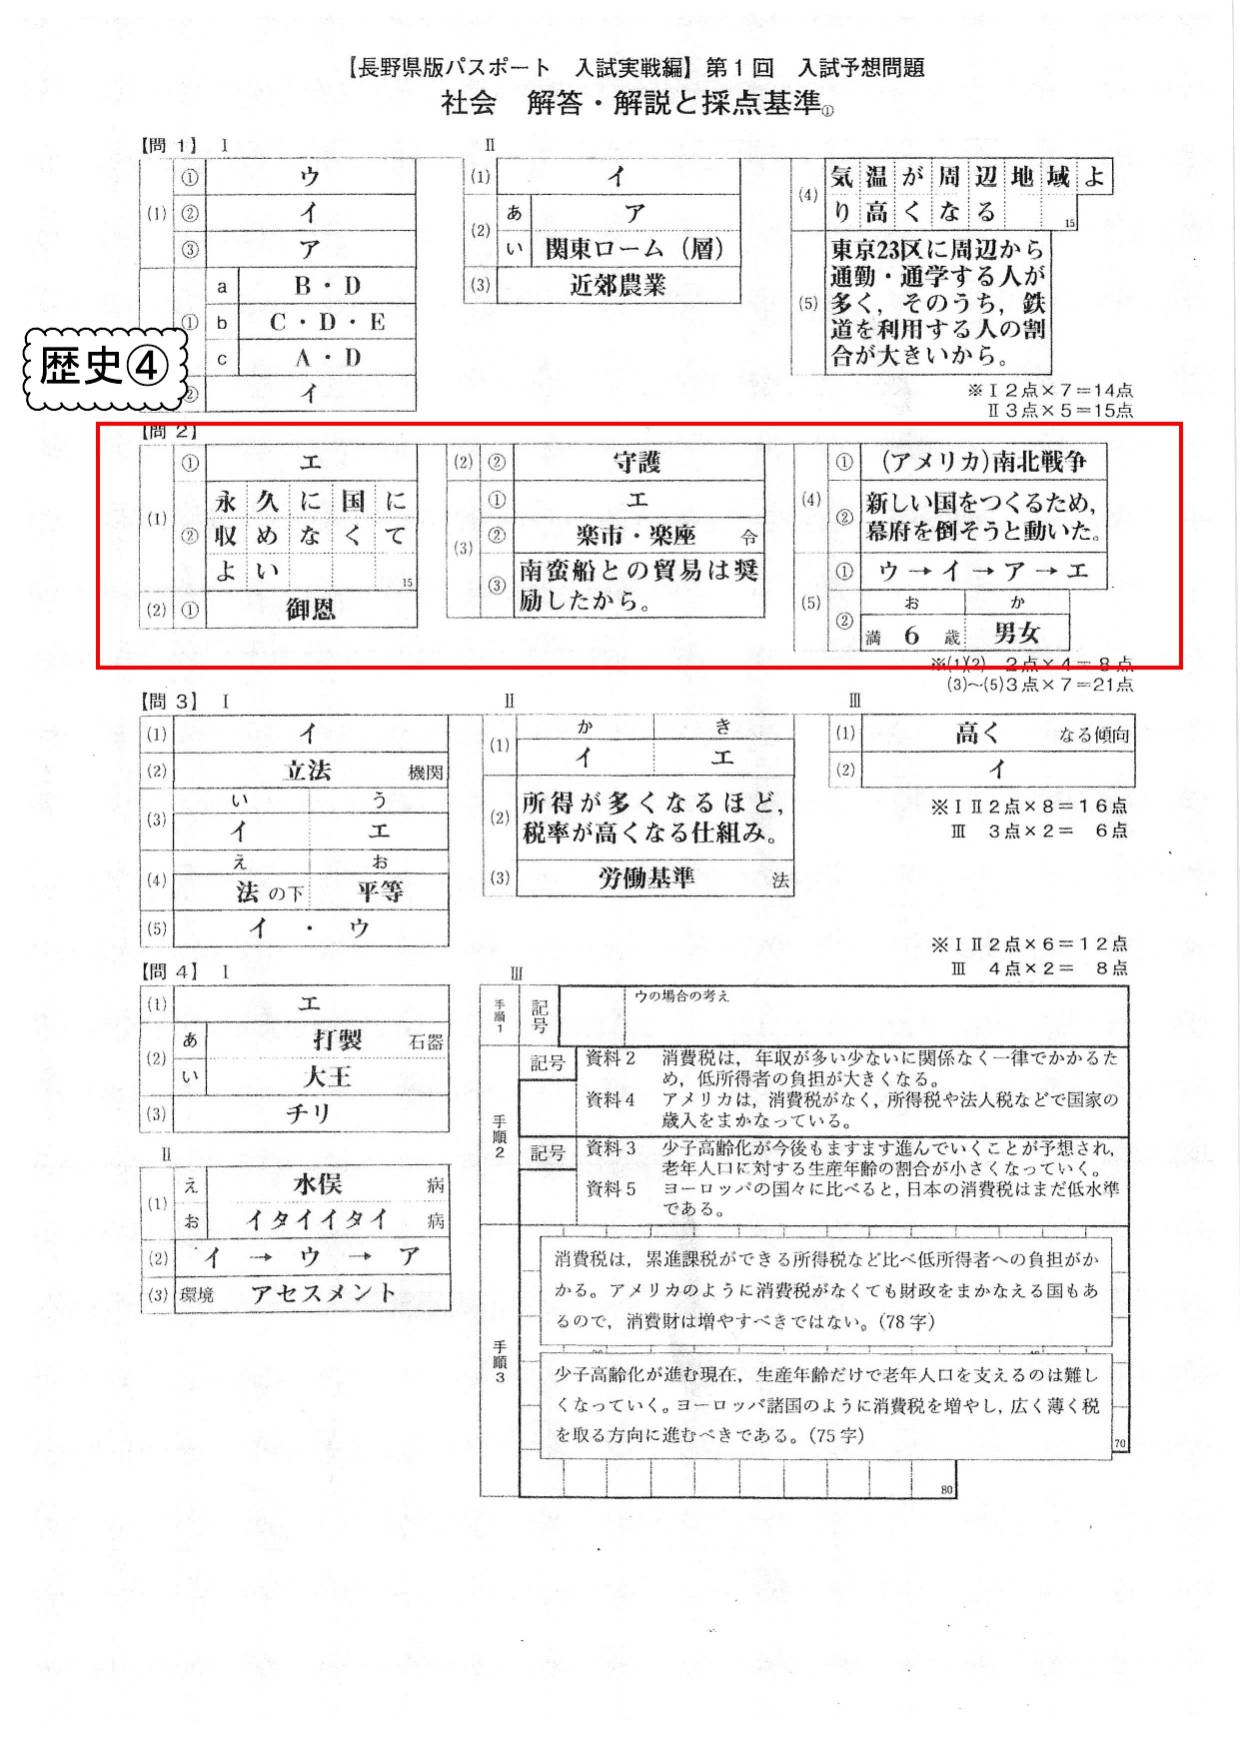 【長野県版パスポート 入試実戦編】第1回 入試予想問題
社会 解答・解説と採点基準①
【問 1】 Ⅰ
(1) ① ウ
② イ
③ ア
① a B・D
b C・D・E
c A・D
② イ
歴史④
Ⅱ
(1) イ
(2) あ ア
い 関東ローム（層）
(3) 近郊農業
(4) 気温が周辺地域よ
り高くなる 15
(5) 東京23区に周辺から
通勤・通学する人が
多く，そのうち，鉄
道を利用する人の割
合が大きいから。
※Ⅰ2点×7＝14点
Ⅱ3点×5＝15点
【問 2】
(1) ① エ
② 永久に国に
収めなくて
よい 15
(2) ① 御恩
(2) ② 守護
(3) ① エ
② 楽市・楽座 令
③ 南蛮船との貿易は奨
励したから。
(4) ① (アメリカ)南北戦争
② 新しい国をつくるため，
幕府を倒そうと動いた。
(5) ① ウ→イ→ア→エ
② お か
満 6 歳 男女
※(1)(2) 2点×4＝8点
(3)～(5)3点×7＝21点
【問 3】 Ⅰ
(1) イ
(2) 立法 機関
(3) い う
イ エ
(4) え お
法の下 平等
(5) イ ・ ウ
Ⅱ
(1) か き
イ エ
(2) 所得が多くなるほど，
税率が高くなる仕組み。
(3) 労働基準 法
Ⅲ
(1) 高く なる傾向
(2) イ
※ⅠⅡ2点×8＝16点
Ⅲ 3点×2＝ 6点
※ⅠⅡ2点×6＝12点
Ⅲ 4点×2＝ 8点
【問 4】 Ⅰ
(1) エ
(2) あ 打製 石器
い 大王
(3) チリ
Ⅱ
(1) え 水俣 病
お イタイイタイ 病
(2) イ → ウ → ア
(3) 環境 アセスメント
Ⅲ
手順1 記号 ウの場合の考え
手順2 記号 資料2 消費税は，年収が多い少ないに関係なく一律でかかるた
め，低所得者の負担が大きくなる。
資料4 アメリカは，消費税がなく，所得税や法人税などで国家の
歳入をまかなっている。
記号 資料3 少子高齢化が今後もますます進んでいくことが予想され，
老年人口に対する生産年齢の割合が小さくなっていく。
資料5 ヨーロッパの国々に比べると，日本の消費税はまだ低水準
である。
手順3
消費税は，累進課税ができる所得税など比べ低所得者への負担がか
かる。アメリカのように消費税がなくても財政をまかなえる国もあ
るので，消費財は増やすべきではない。(78字)
少子高齢化が進む現在，生産年齢だけで老年人口を支えるのは難し
くなっていく。ヨーロッパ諸国のように消費税を増やし，広く薄く税
を取る方向に進むべきである。(75字)
70
80